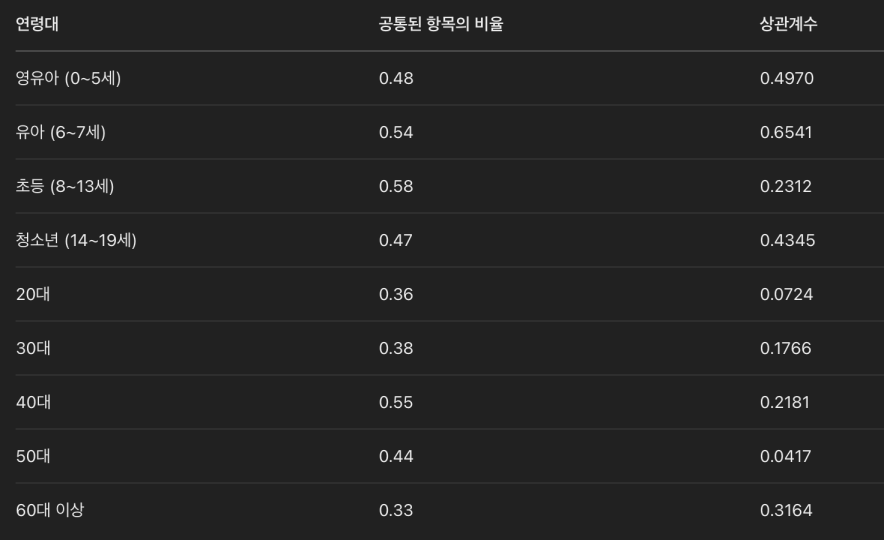 연령대 공통된 항목의 비율 상관계수
영유아 (0~5세) 0.48 0.4970
유아 (6~7세) 0.54 0.6541
초등 (8~13세) 0.58 0.2312
청소년 (14~19세) 0.47 0.4345
20대 0.36 0.0724
30대 0.38 0.1766
40대 0.55 0.2181
50대 0.44 0.0417
60대 이상 0.33 0.3164